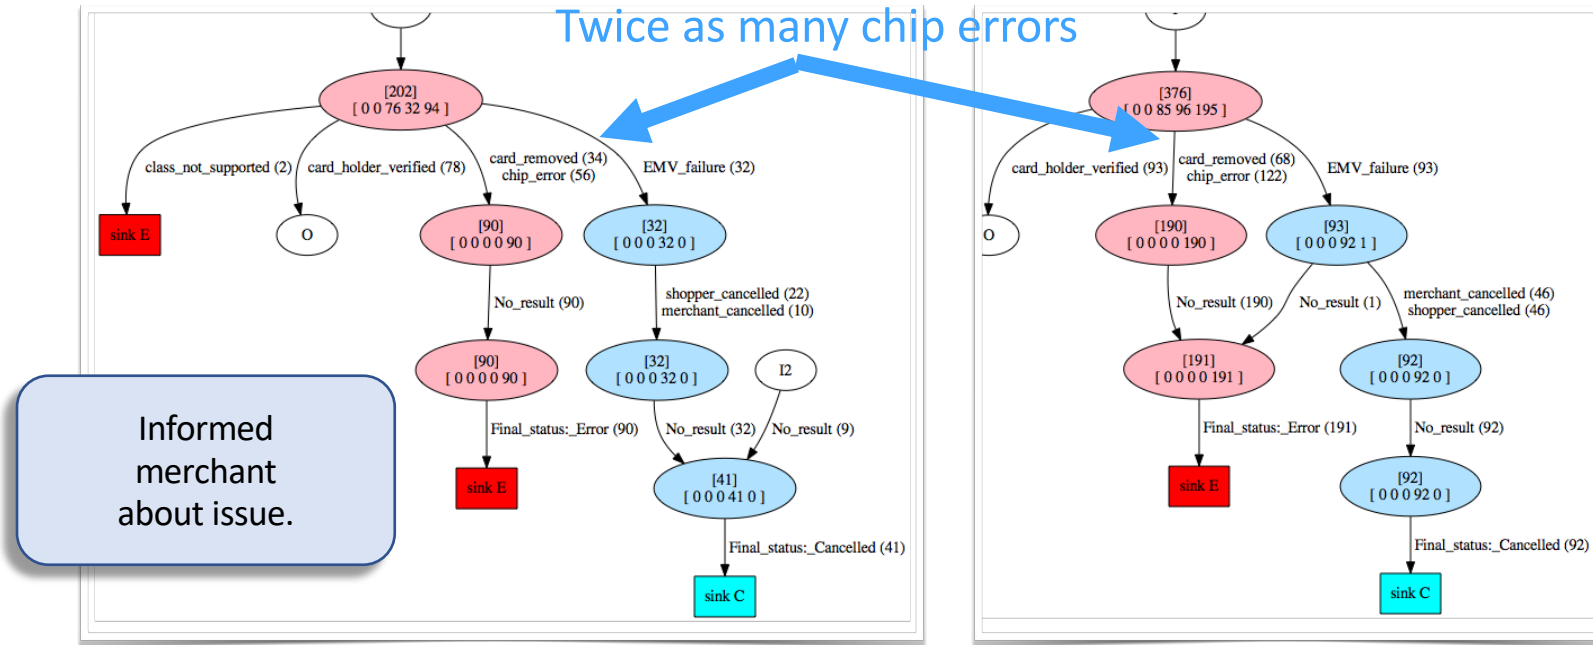 Twice as many chip errors
[202]
[ 0 0 76 32 94 ]
class_not_supported (2)
card_holder_verified (78)
card_removed (34)
chip_error (56)
EMV_failure (32)
sink E
O
[90]
[ 0 0 0 0 90 ]
[32]
[ 0 0 0 32 0 ]
No_result (90)
shopper_cancelled (22)
merchant_cancelled (10)
[90]
[ 0 0 0 0 90 ]
[32]
[ 0 0 0 32 0 ]
I2
Final_status:_Error (90)
No_result (32)
No_result (9)
sink E
[41]
[ 0 0 0 41 0 ]
Final_status:_Cancelled (41)
sink C
Informed
merchant
about issue.
[376]
[ 0 0 85 96 195 ]
card_holder_verified (93)
card_removed (68)
chip_error (122)
EMV_failure (93)
O
[190]
[ 0 0 0 0 190 ]
[93]
[ 0 0 0 92 1 ]
No_result (190)
No_result (1)
merchant_cancelled (46)
shopper_cancelled (46)
[191]
[ 0 0 0 0 191 ]
[92]
[ 0 0 0 92 0 ]
Final_status:_Error (191)
No_result (92)
sink E
[92]
[ 0 0 0 92 0 ]
Final_status:_Cancelled (92)
sink C